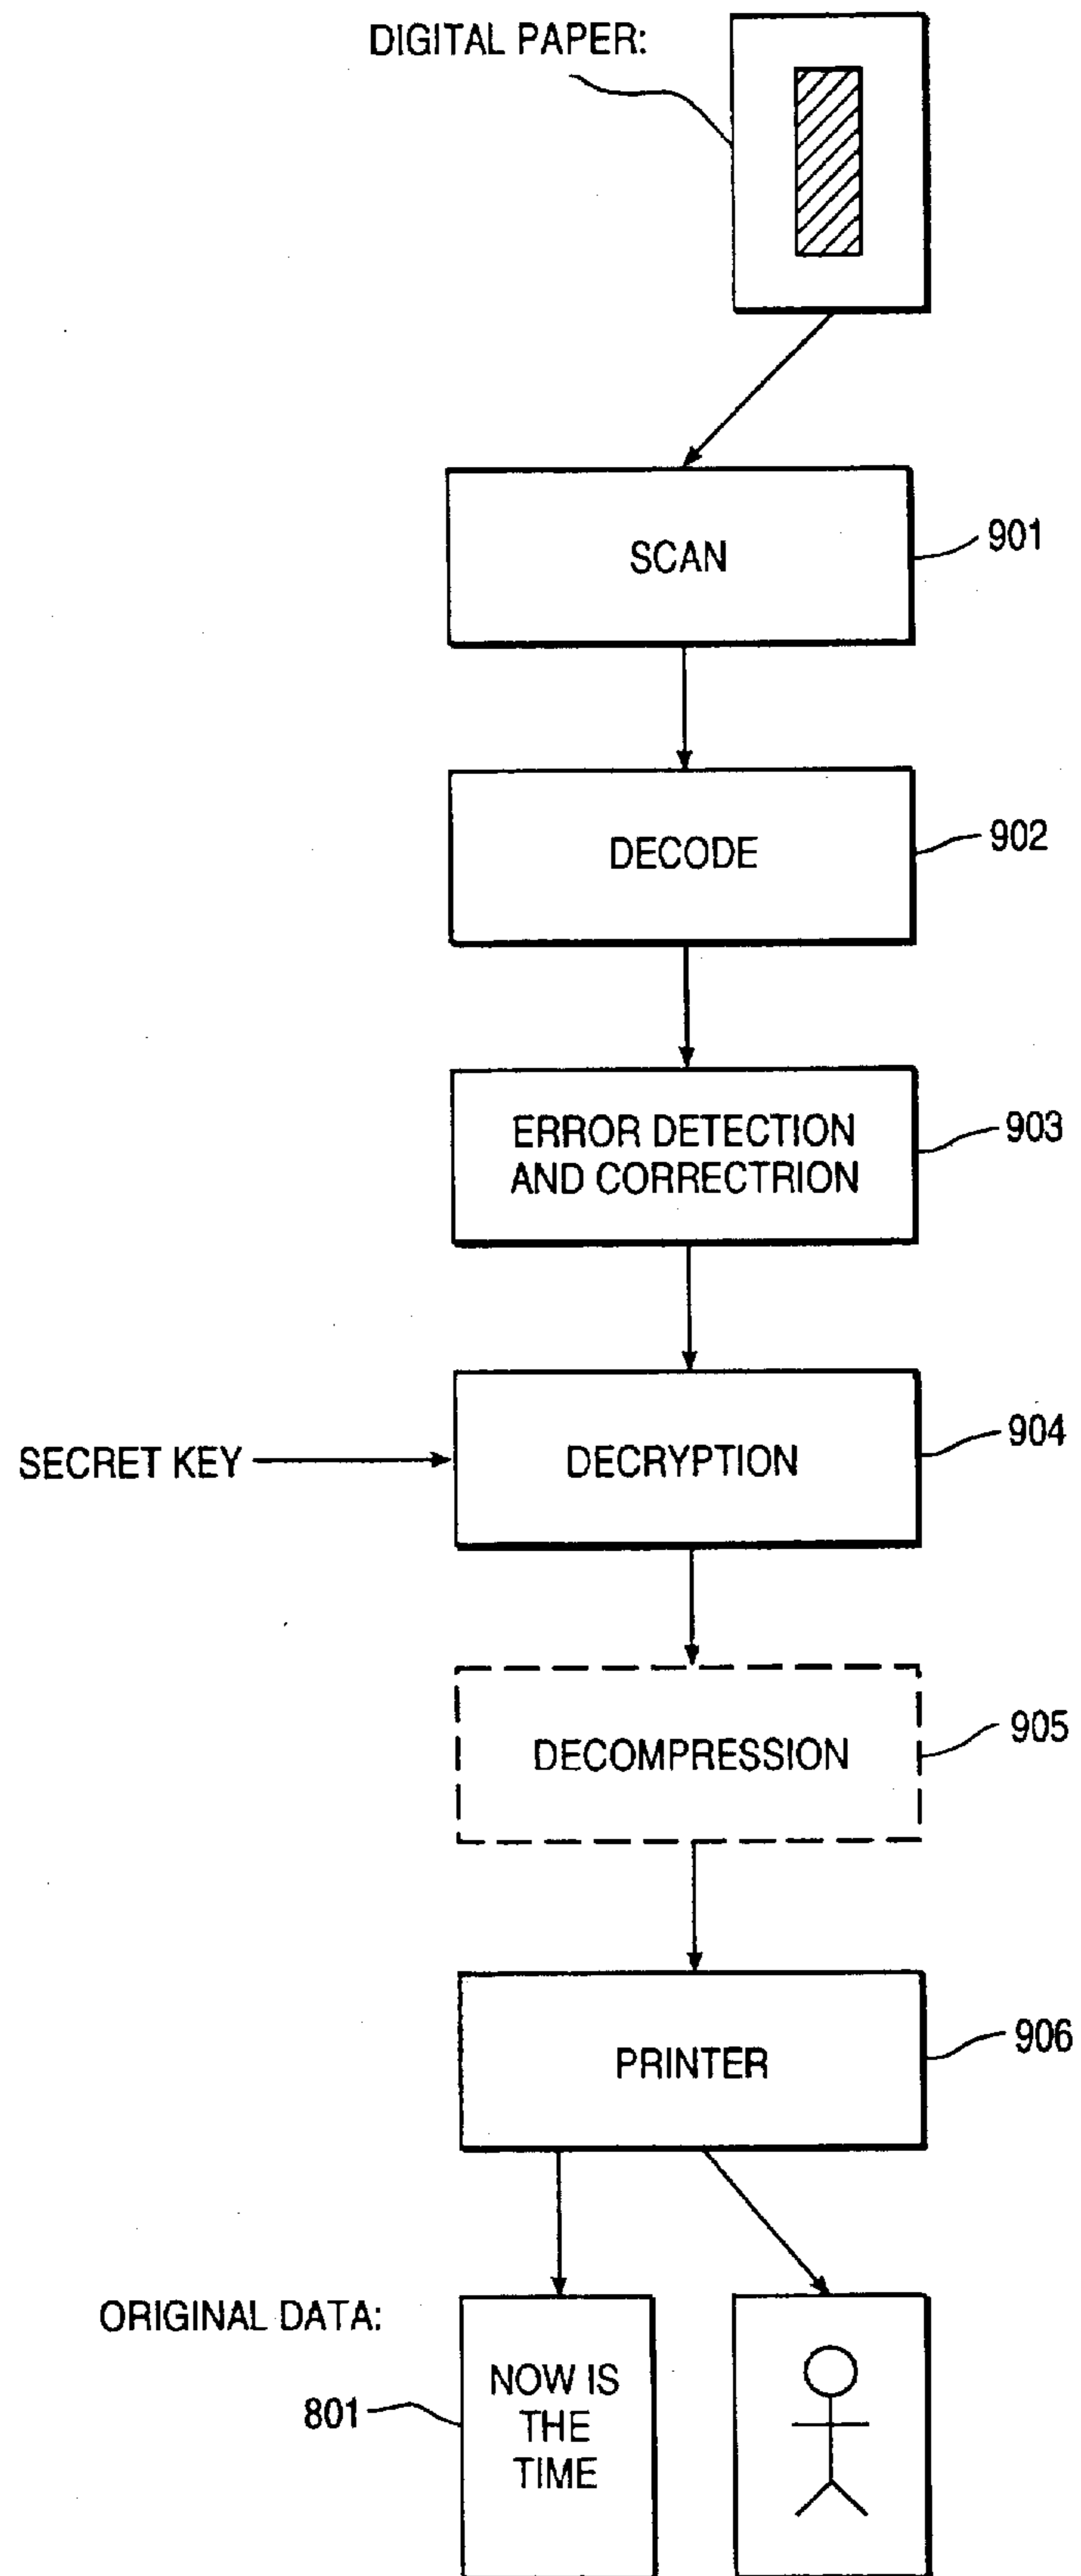 DIGITAL PAPER:
SCAN
901
DECODE
902
ERROR DETECTION
AND CORRECTRION
903
SECRET KEY
DECRYPTION
904
DECOMPRESSION
905
PRINTER
906
ORIGINAL DATA:
801
NOW IS
THE
TIME